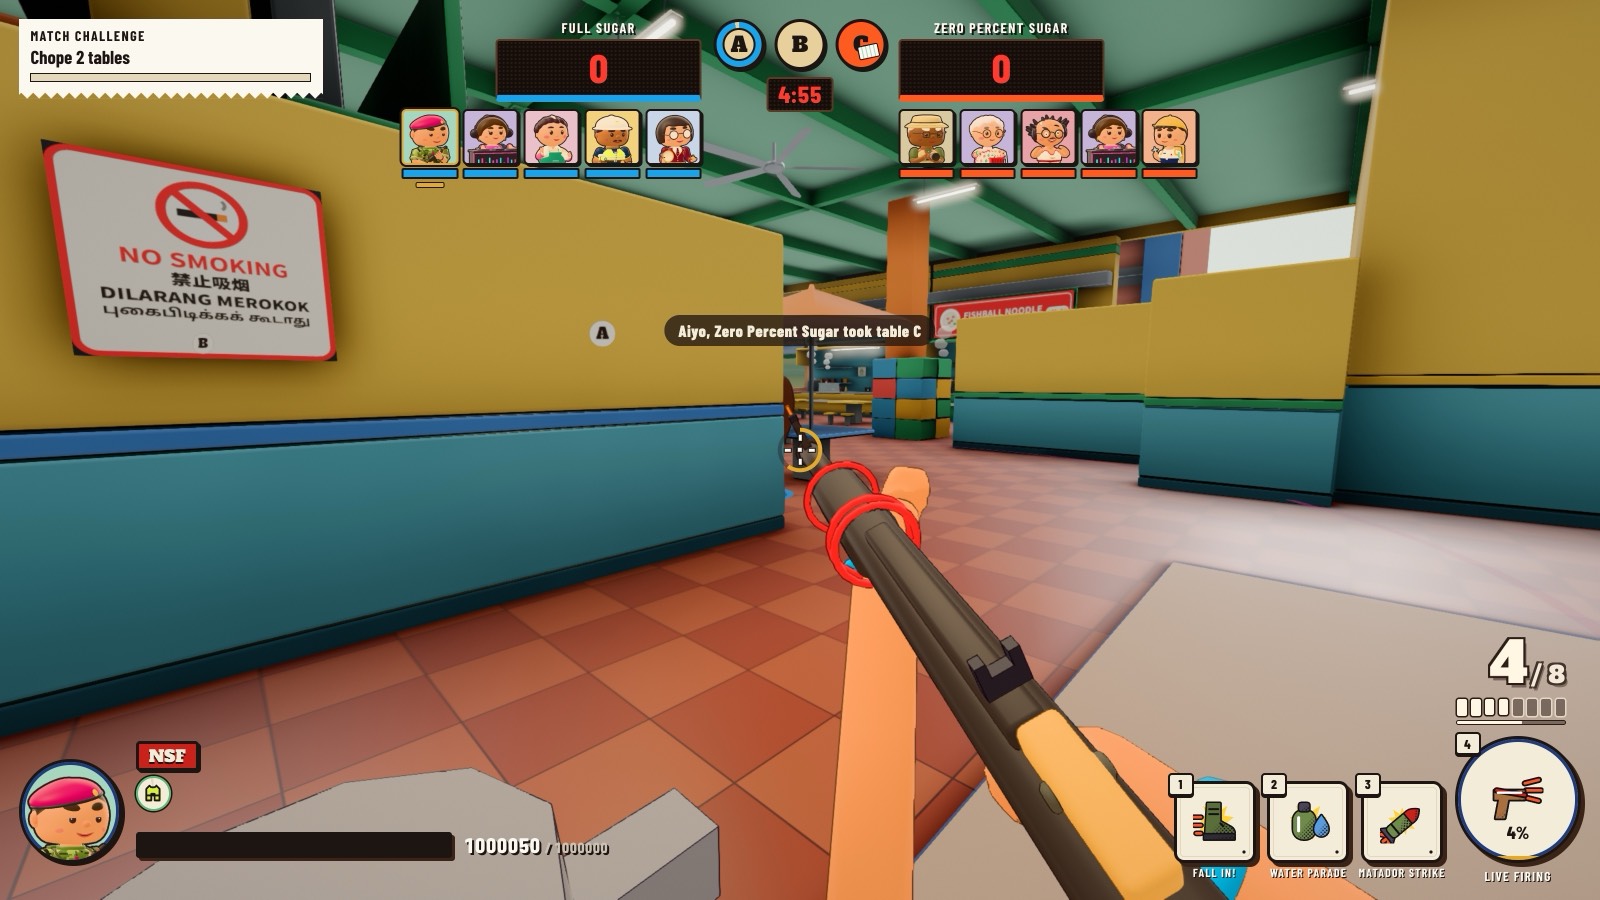 MATCH CHALLENGE
Chope 2 tables
FULL SUGAR
0
A
B
C
4:55
ZERO PERCENT SUGAR
0
NO SMOKING
禁止吸烟
DILARANG MEROKOK
புகைபிடிக்கக் கூடாது
B
A
Aiyo, Zero Percent Sugar took table C
FISHBALL NOODLE
NSF
1000050 / 1000000
4/8
1
FALL IN!
2
WATER PARADE
3
MATADOR STRIKE
4
4%
LIVE FIRING